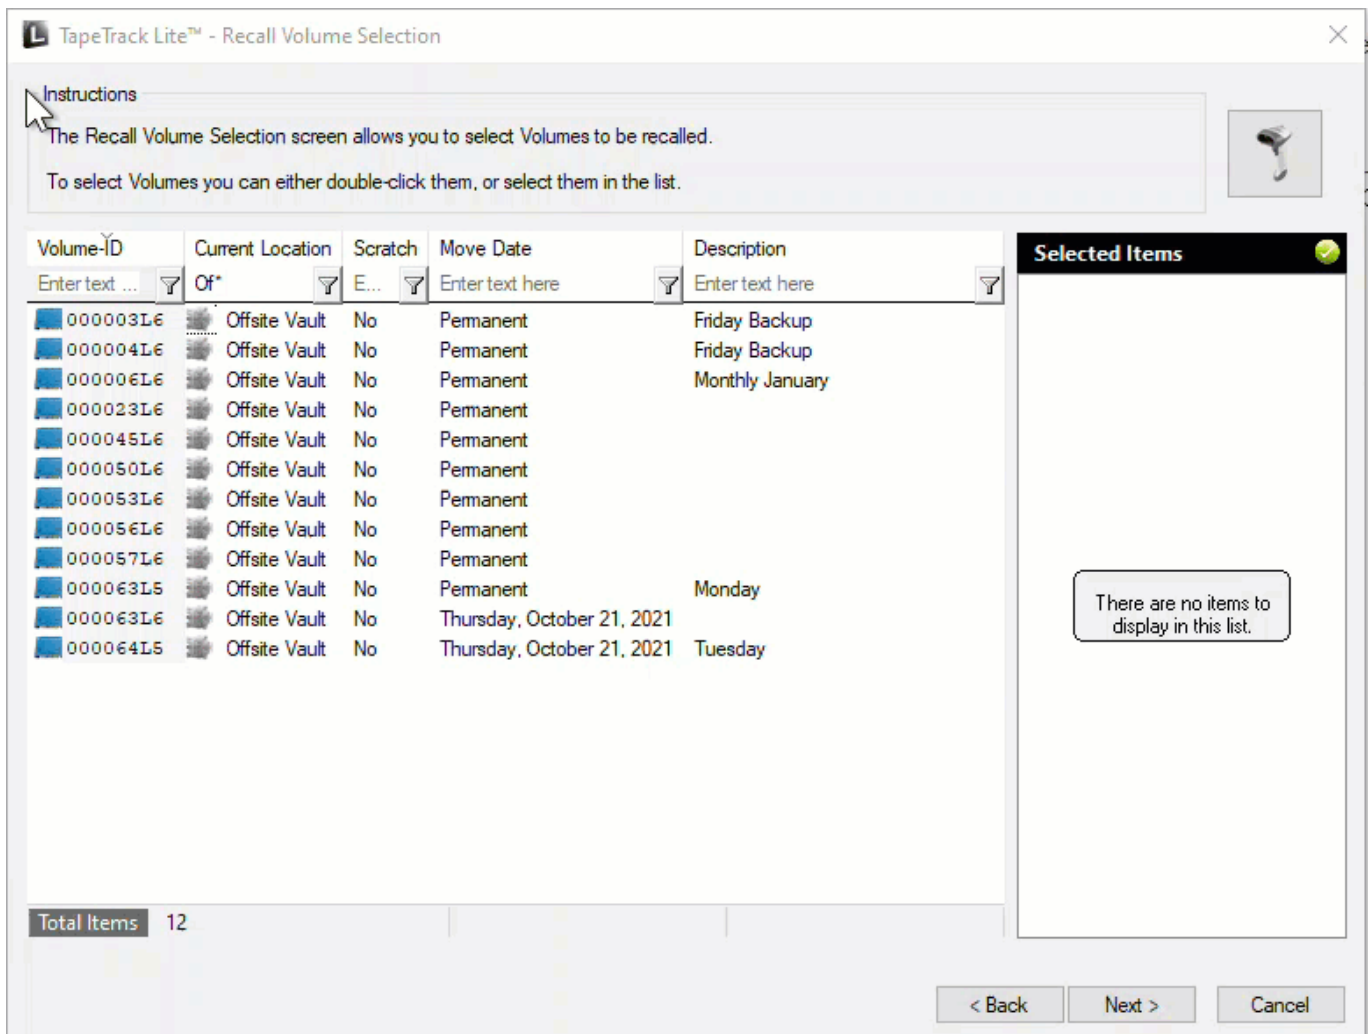 TapeTrack Lite™ - Recall Volume Selection
Instructions
The Recall Volume Selection screen allows you to select Volumes to be recalled.
To select Volumes you can either double-click them, or select them in the list.
Volume-ID Current Location Scratch Move Date Description
Enter text ... Of* E... Enter text here Enter text here
000003L6 Offsite Vault No Permanent Friday Backup
000004L6 Offsite Vault No Permanent Friday Backup
000006L6 Offsite Vault No Permanent Monthly January
000023L6 Offsite Vault No Permanent
000045L6 Offsite Vault No Permanent
000050L6 Offsite Vault No Permanent
000053L6 Offsite Vault No Permanent
000056L6 Offsite Vault No Permanent
000057L6 Offsite Vault No Permanent
000063L5 Offsite Vault No Permanent Monday
000063L6 Offsite Vault No Thursday, October 21, 2021
000064L5 Offsite Vault No Thursday, October 21, 2021 Tuesday
Total Items 12
Selected Items
There are no items to
display in this list.
< Back Next > Cancel